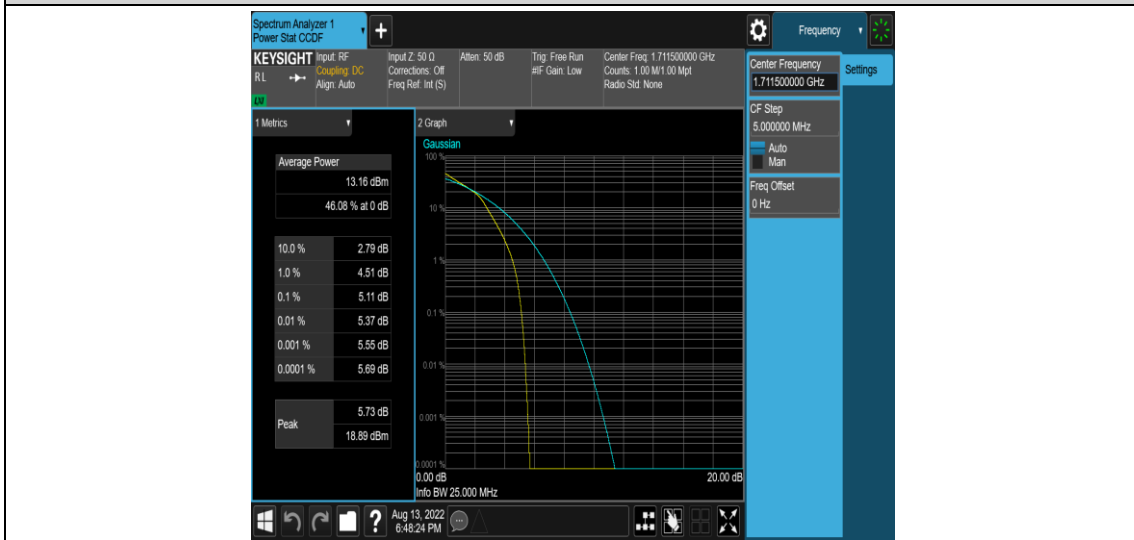 Spectrum Analyzer 1
Power Stat CCDF
+
Frequency
KEYSIGHT
RL
LXI
Input: RF
Coupling: DC
Align: Auto
Input Z: 50 Ω
Corrections: Off
Freq Ref: Int (S)
Atten: 50 dB
Trig: Free Run
#IF Gain: Low
Center Freq: 1.711500000 GHz
Counts: 1.00 M/1.00 Mpt
Radio Std: None
Center Frequency
1.711500000 GHz
Settings
CF Step
5.000000 MHz
Auto
Man
Freq Offset
0 Hz
1 Metrics
Average Power
13.16 dBm
46.08 % at 0 dB
10.0 % 2.79 dB
1.0 % 4.51 dB
0.1 % 5.11 dB
0.01 % 5.37 dB
0.001 % 5.55 dB
0.0001 % 5.69 dB
Peak
5.73 dB
18.89 dBm
2 Graph
Gaussian
100 %
10 %
1 %
0.1 %
0.01 %
0.001 %
0.0001 %
0.00 dB 20.00 dB
Info BW 25.000 MHz
?
Aug 13, 2022
6:48:24 PM